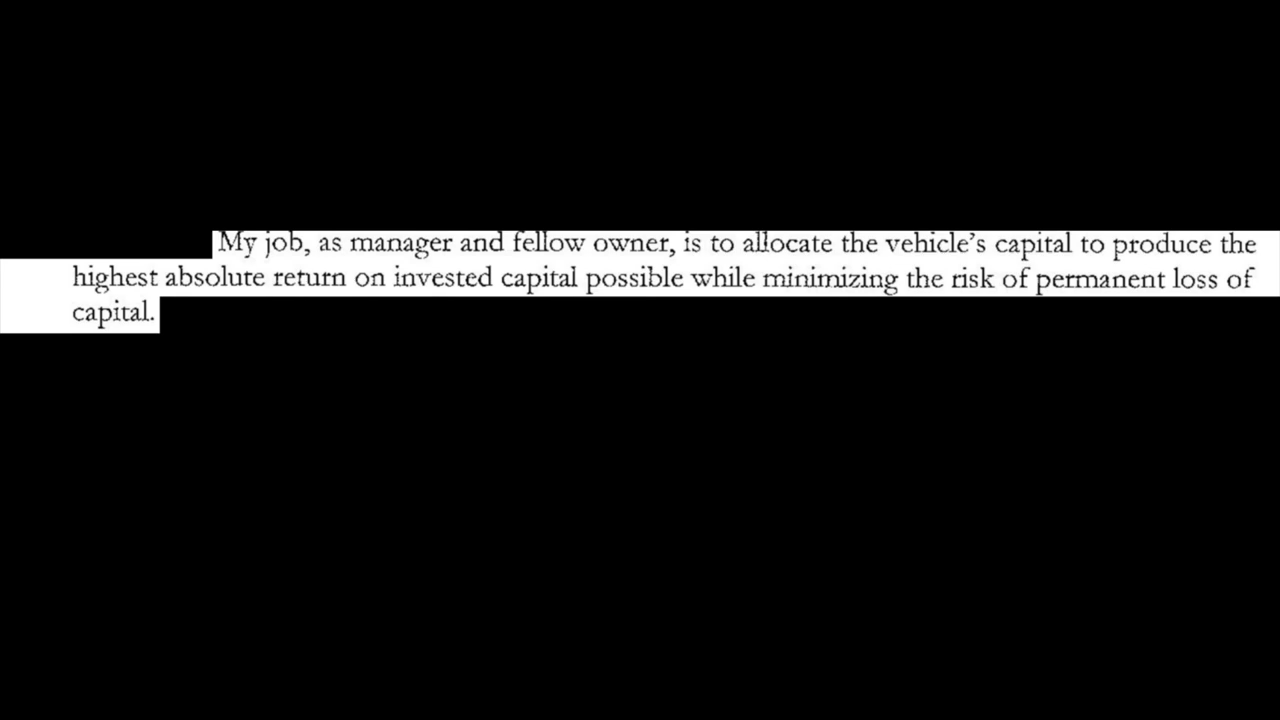 My job, as manager and fellow owner, is to allocate the vehicle’s capital to produce the
highest absolute return on invested capital possible while minimizing the risk of permanent loss of
capital.